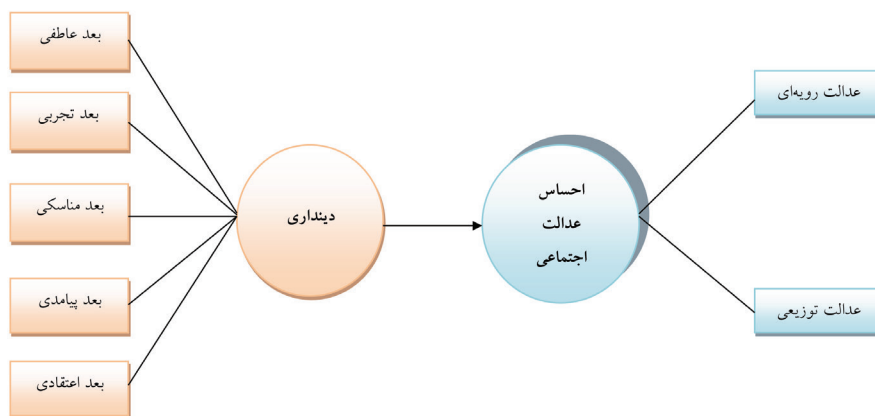 بعد عاطفی
بعد تجربی
بعد مناسکی
بعد پیامدی
بعد اعتقادی
دینداری
احساس
عدالت
اجتماعی
عدالت رویه‌ای
عدالت توزیعی